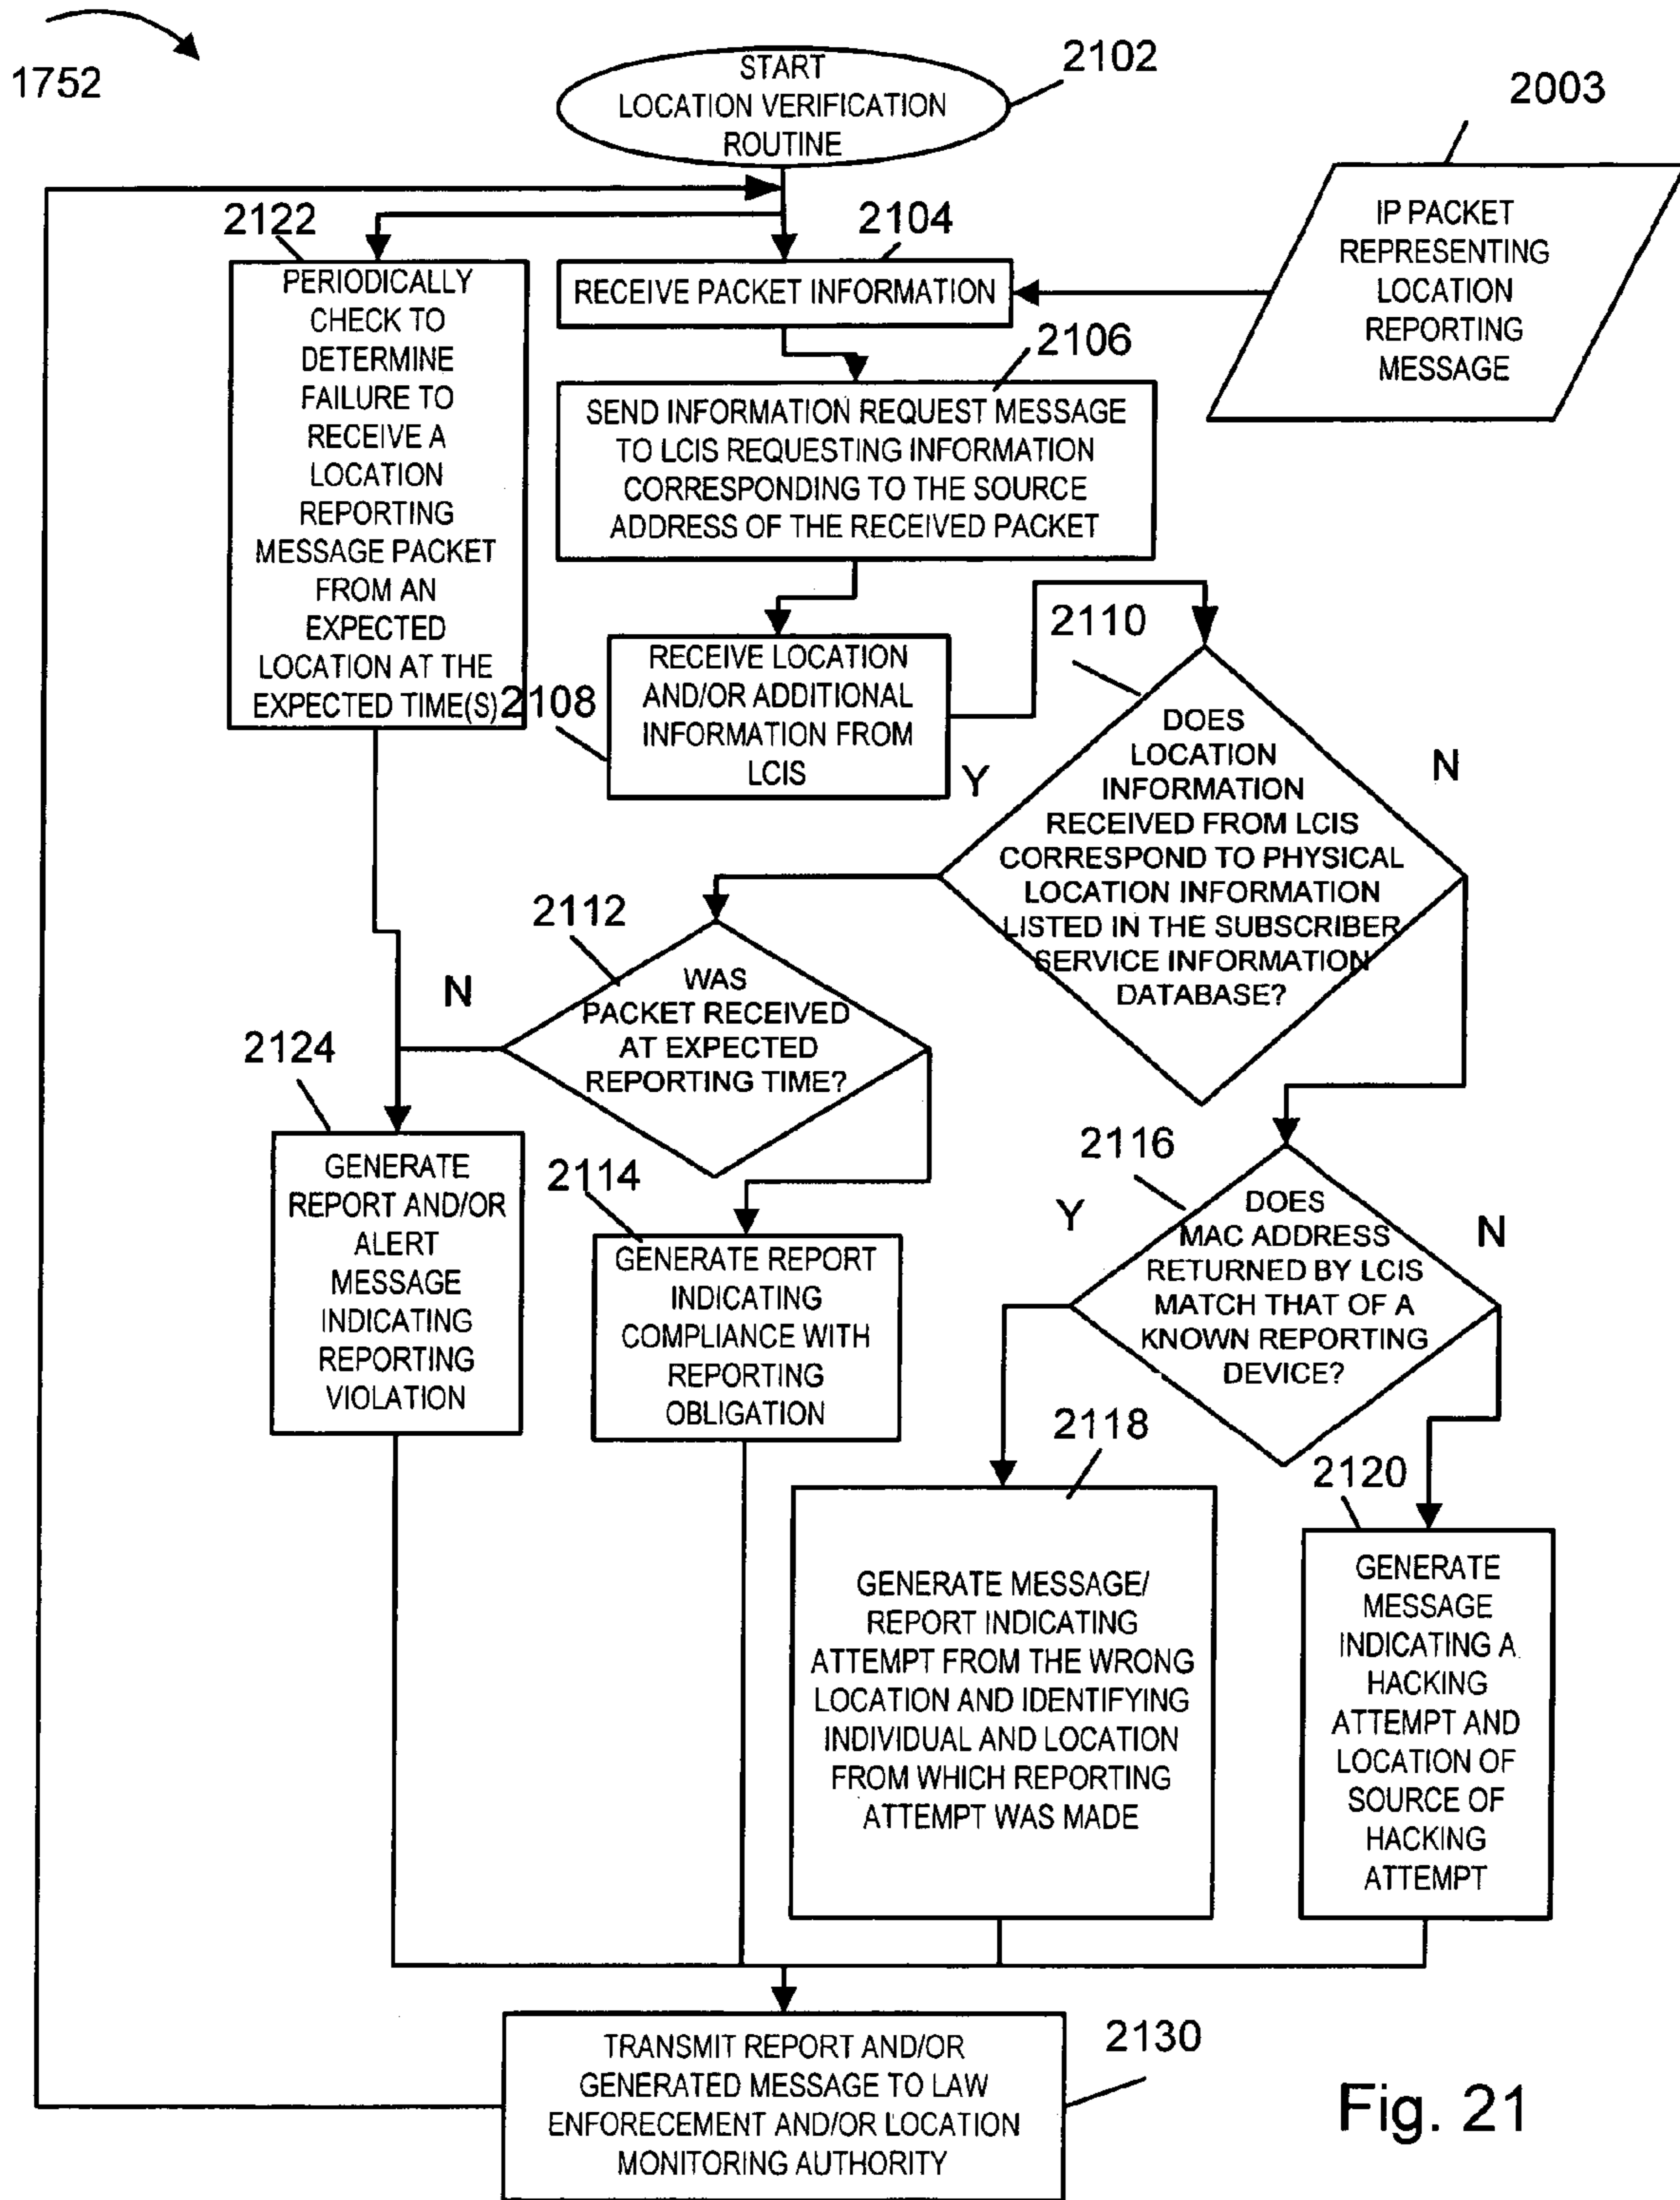 1752
START
LOCATION VERIFICATION
ROUTINE
2102
2003
IP PACKET
REPRESENTING
LOCATION
REPORTING
MESSAGE
2122
PERIODICALLY
CHECK TO
DETERMINE
FAILURE TO
RECEIVE A
LOCATION
REPORTING
MESSAGE PACKET
FROM AN
EXPECTED
LOCATION AT THE
EXPECTED TIME(S)
2104
RECEIVE PACKET INFORMATION
2106
SEND INFORMATION REQUEST MESSAGE
TO LCIS REQUESTING INFORMATION
CORRESPONDING TO THE SOURCE
ADDRESS OF THE RECEIVED PACKET
2108
RECEIVE LOCATION
AND/OR ADDITIONAL
INFORMATION FROM
LCIS
2110
Y
N
DOES
LOCATION
INFORMATION
RECEIVED FROM LCIS
CORRESPOND TO PHYSICAL
LOCATION INFORMATION
LISTED IN THE SUBSCRIBER
SERVICE INFORMATION
DATABASE?
2112
N
WAS
PACKET RECEIVED
AT EXPECTED
REPORTING TIME?
2124
GENERATE
REPORT AND/OR
ALERT
MESSAGE
INDICATING
REPORTING
VIOLATION
2114
GENERATE REPORT
INDICATING
COMPLIANCE WITH
REPORTING
OBLIGATION
2116
Y
N
DOES
MAC ADDRESS
RETURNED BY LCIS
MATCH THAT OF A
KNOWN REPORTING
DEVICE?
2118
GENERATE MESSAGE/
REPORT INDICATING
ATTEMPT FROM THE WRONG
LOCATION AND IDENTIFYING
INDIVIDUAL AND LOCATION
FROM WHICH REPORTING
ATTEMPT WAS MADE
2120
GENERATE
MESSAGE
INDICATING A
HACKING
ATTEMPT AND
LOCATION OF
SOURCE OF
HACKING
ATTEMPT
2130
TRANSMIT REPORT AND/OR
GENERATED MESSAGE TO LAW
ENFORECEMENT AND/OR LOCATION
MONITORING AUTHORITY
Fig. 21